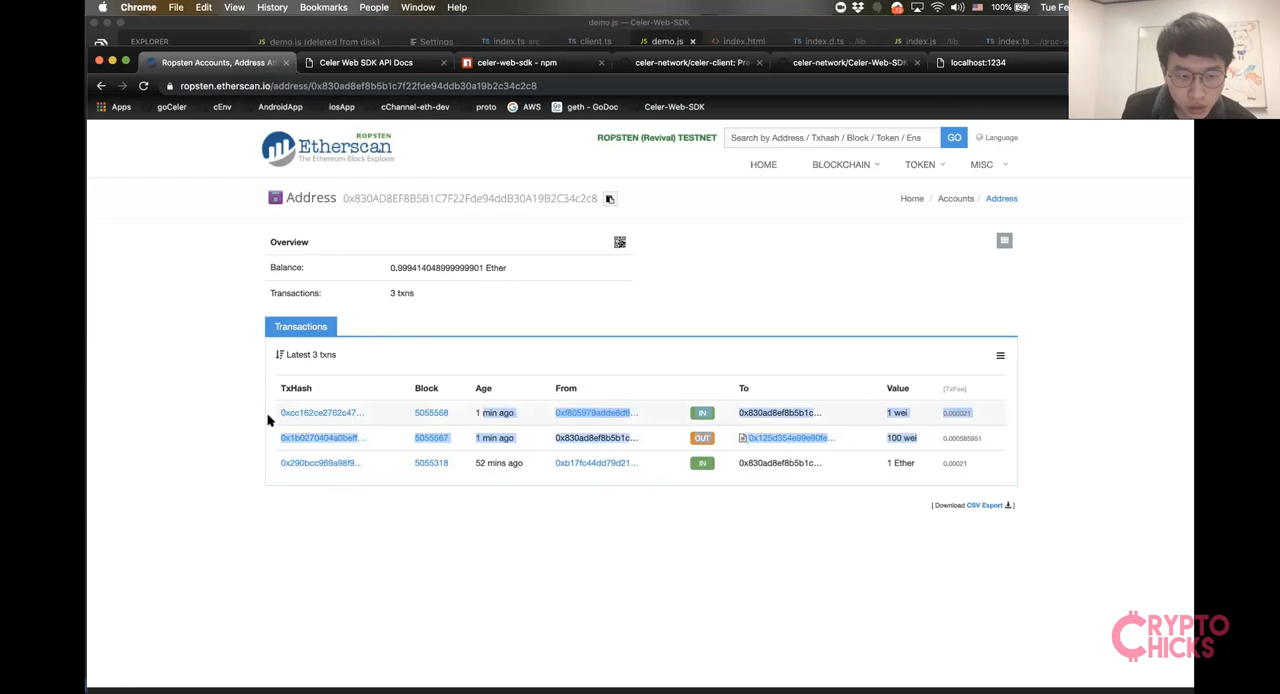 Chrome File Edit View History Bookmarks People Window Help 100% Tue Fe
demo.js — Celer-Web-SDK
EXPLORER demo.js (deleted from disk) Settings TS index.ts src TS client.ts JS demo.js × <> index.html TS index.d.ts .../lib JS index.js .../lib TS index.ts
Ropsten Accounts, Address A × Celer Web SDK API Docs × celer-web-sdk - npm × celer-network/celer-client: Pr × celer-network/Celer-Web-SDK × localhost:1234
ropsten.etherscan.io/address/0x830ad8ef8b5b1c7f22fde94ddb30a19b2c34c2c8
Apps goCeler cEnv AndroidApp iosApp cChannel-eth-dev proto AWS geth - GoDoc Celer-Web-SDK
ROPSTEN
Etherscan
The Ethereum Block Explorer
ROPSTEN (Revival) TESTNET Search by Address / Txhash / Block / Token / Ens GO Language
HOME BLOCKCHAIN TOKEN MISC
Address 0x830AD8EF8B5B1C7F22Fde94ddB30A19B2C34c2c8 Home / Accounts / Address
Overview
Balance: 0.999414048999999901 Ether
Transactions: 3 txns
Transactions
Latest 3 txns
TxHash Block Age From To Value [TxFee]
0xcc162ce2762c47... 5055568 1 min ago 0xf805979adde8df6... IN 0x830ad8ef8b5b1c... 1 wei 0.000021
0x1b0270404a0beff... 5055567 1 min ago 0x830ad8ef8b5b1c... OUT 0x125d354e99e90fe... 100 wei 0.000585951
0x290bcc969a98f9... 5055318 52 mins ago 0xb17fc44dd79d21... IN 0x830ad8ef8b5b1c... 1 Ether 0.00021
[ Download CSV Export ]
CRYPTO
CHICKS